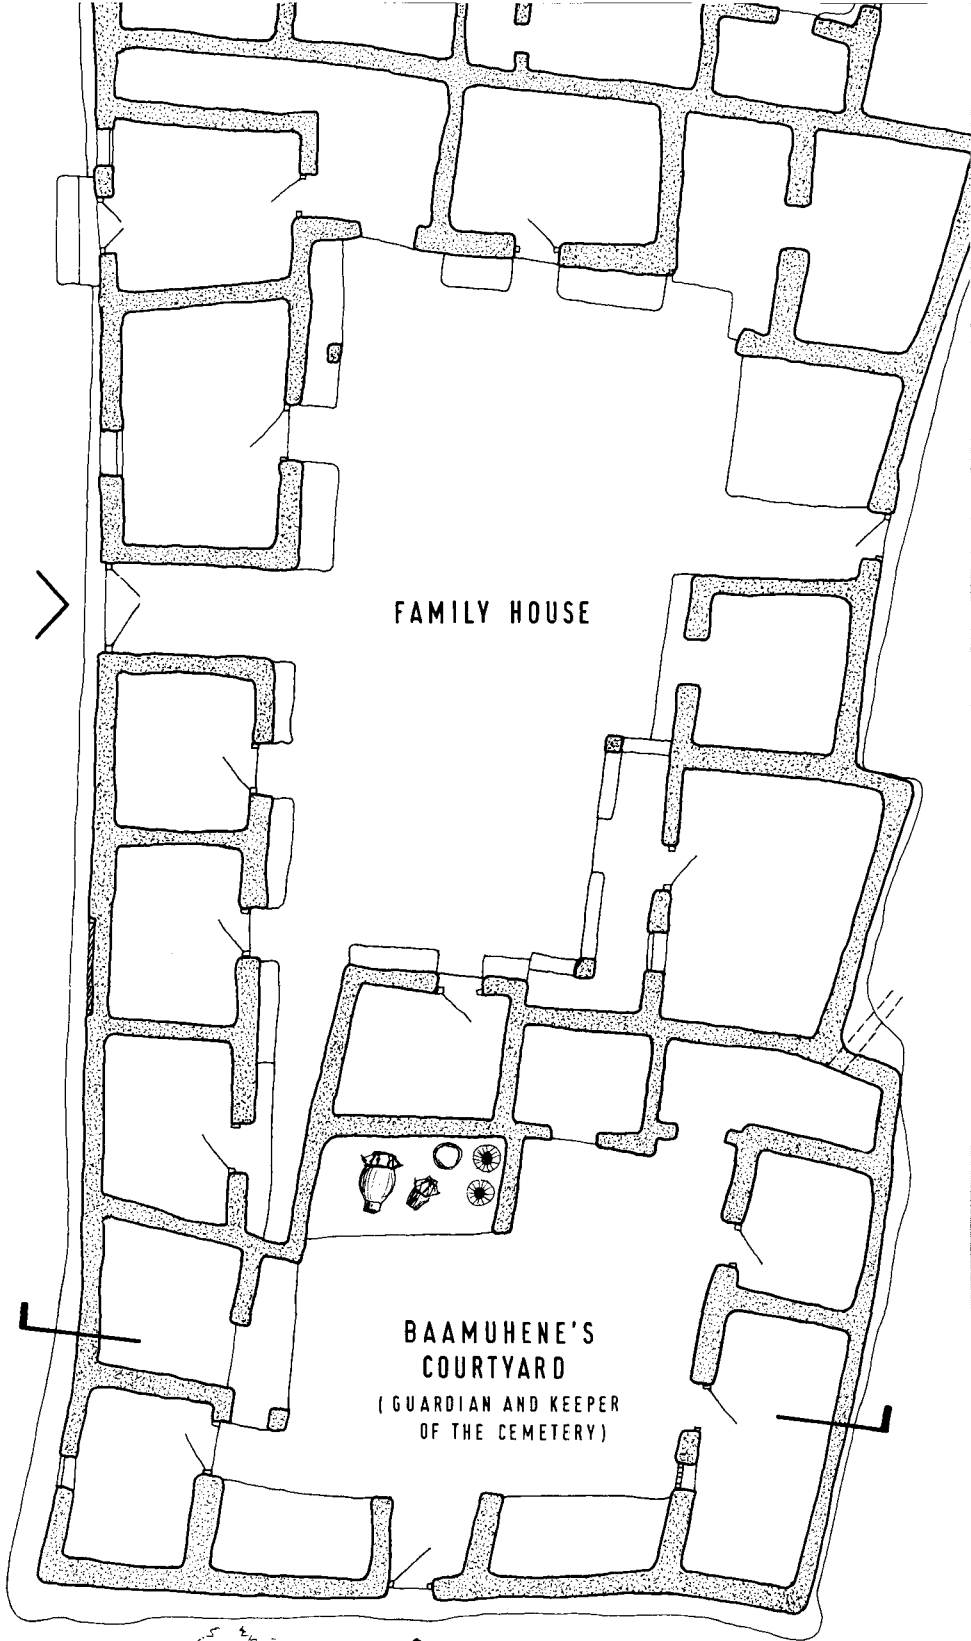 FAMILY HOUSE
BAAMUHENE'S
COURTYARD
(GUARDIAN AND KEEPER
OF THE CEMETERY)